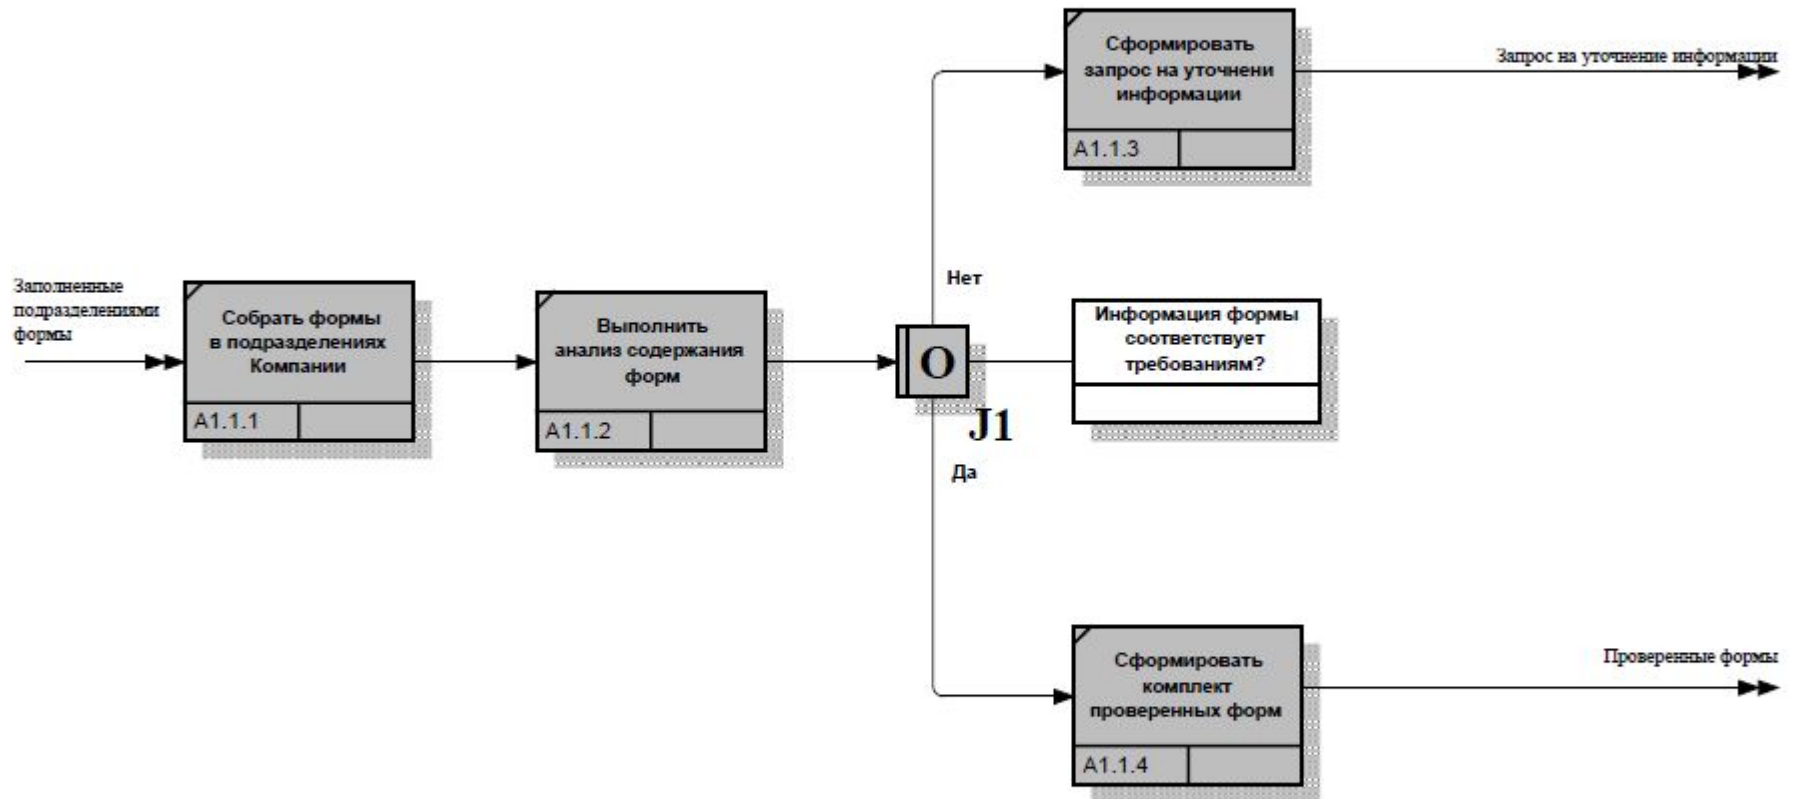 Сформировать
запрос на уточнени
информации
A1.1.3
Запрос на уточнение информации
Заполненные
подразделениями
формы
Собрать формы
в подразделениях
Компании
A1.1.1
Выполнить
анализ содержания
форм
A1.1.2
Нет
O
J1
Да
Информация формы
соответствует
требованиям?
Сформировать
комплект
проверенных форм
A1.1.4
Проверенные формы